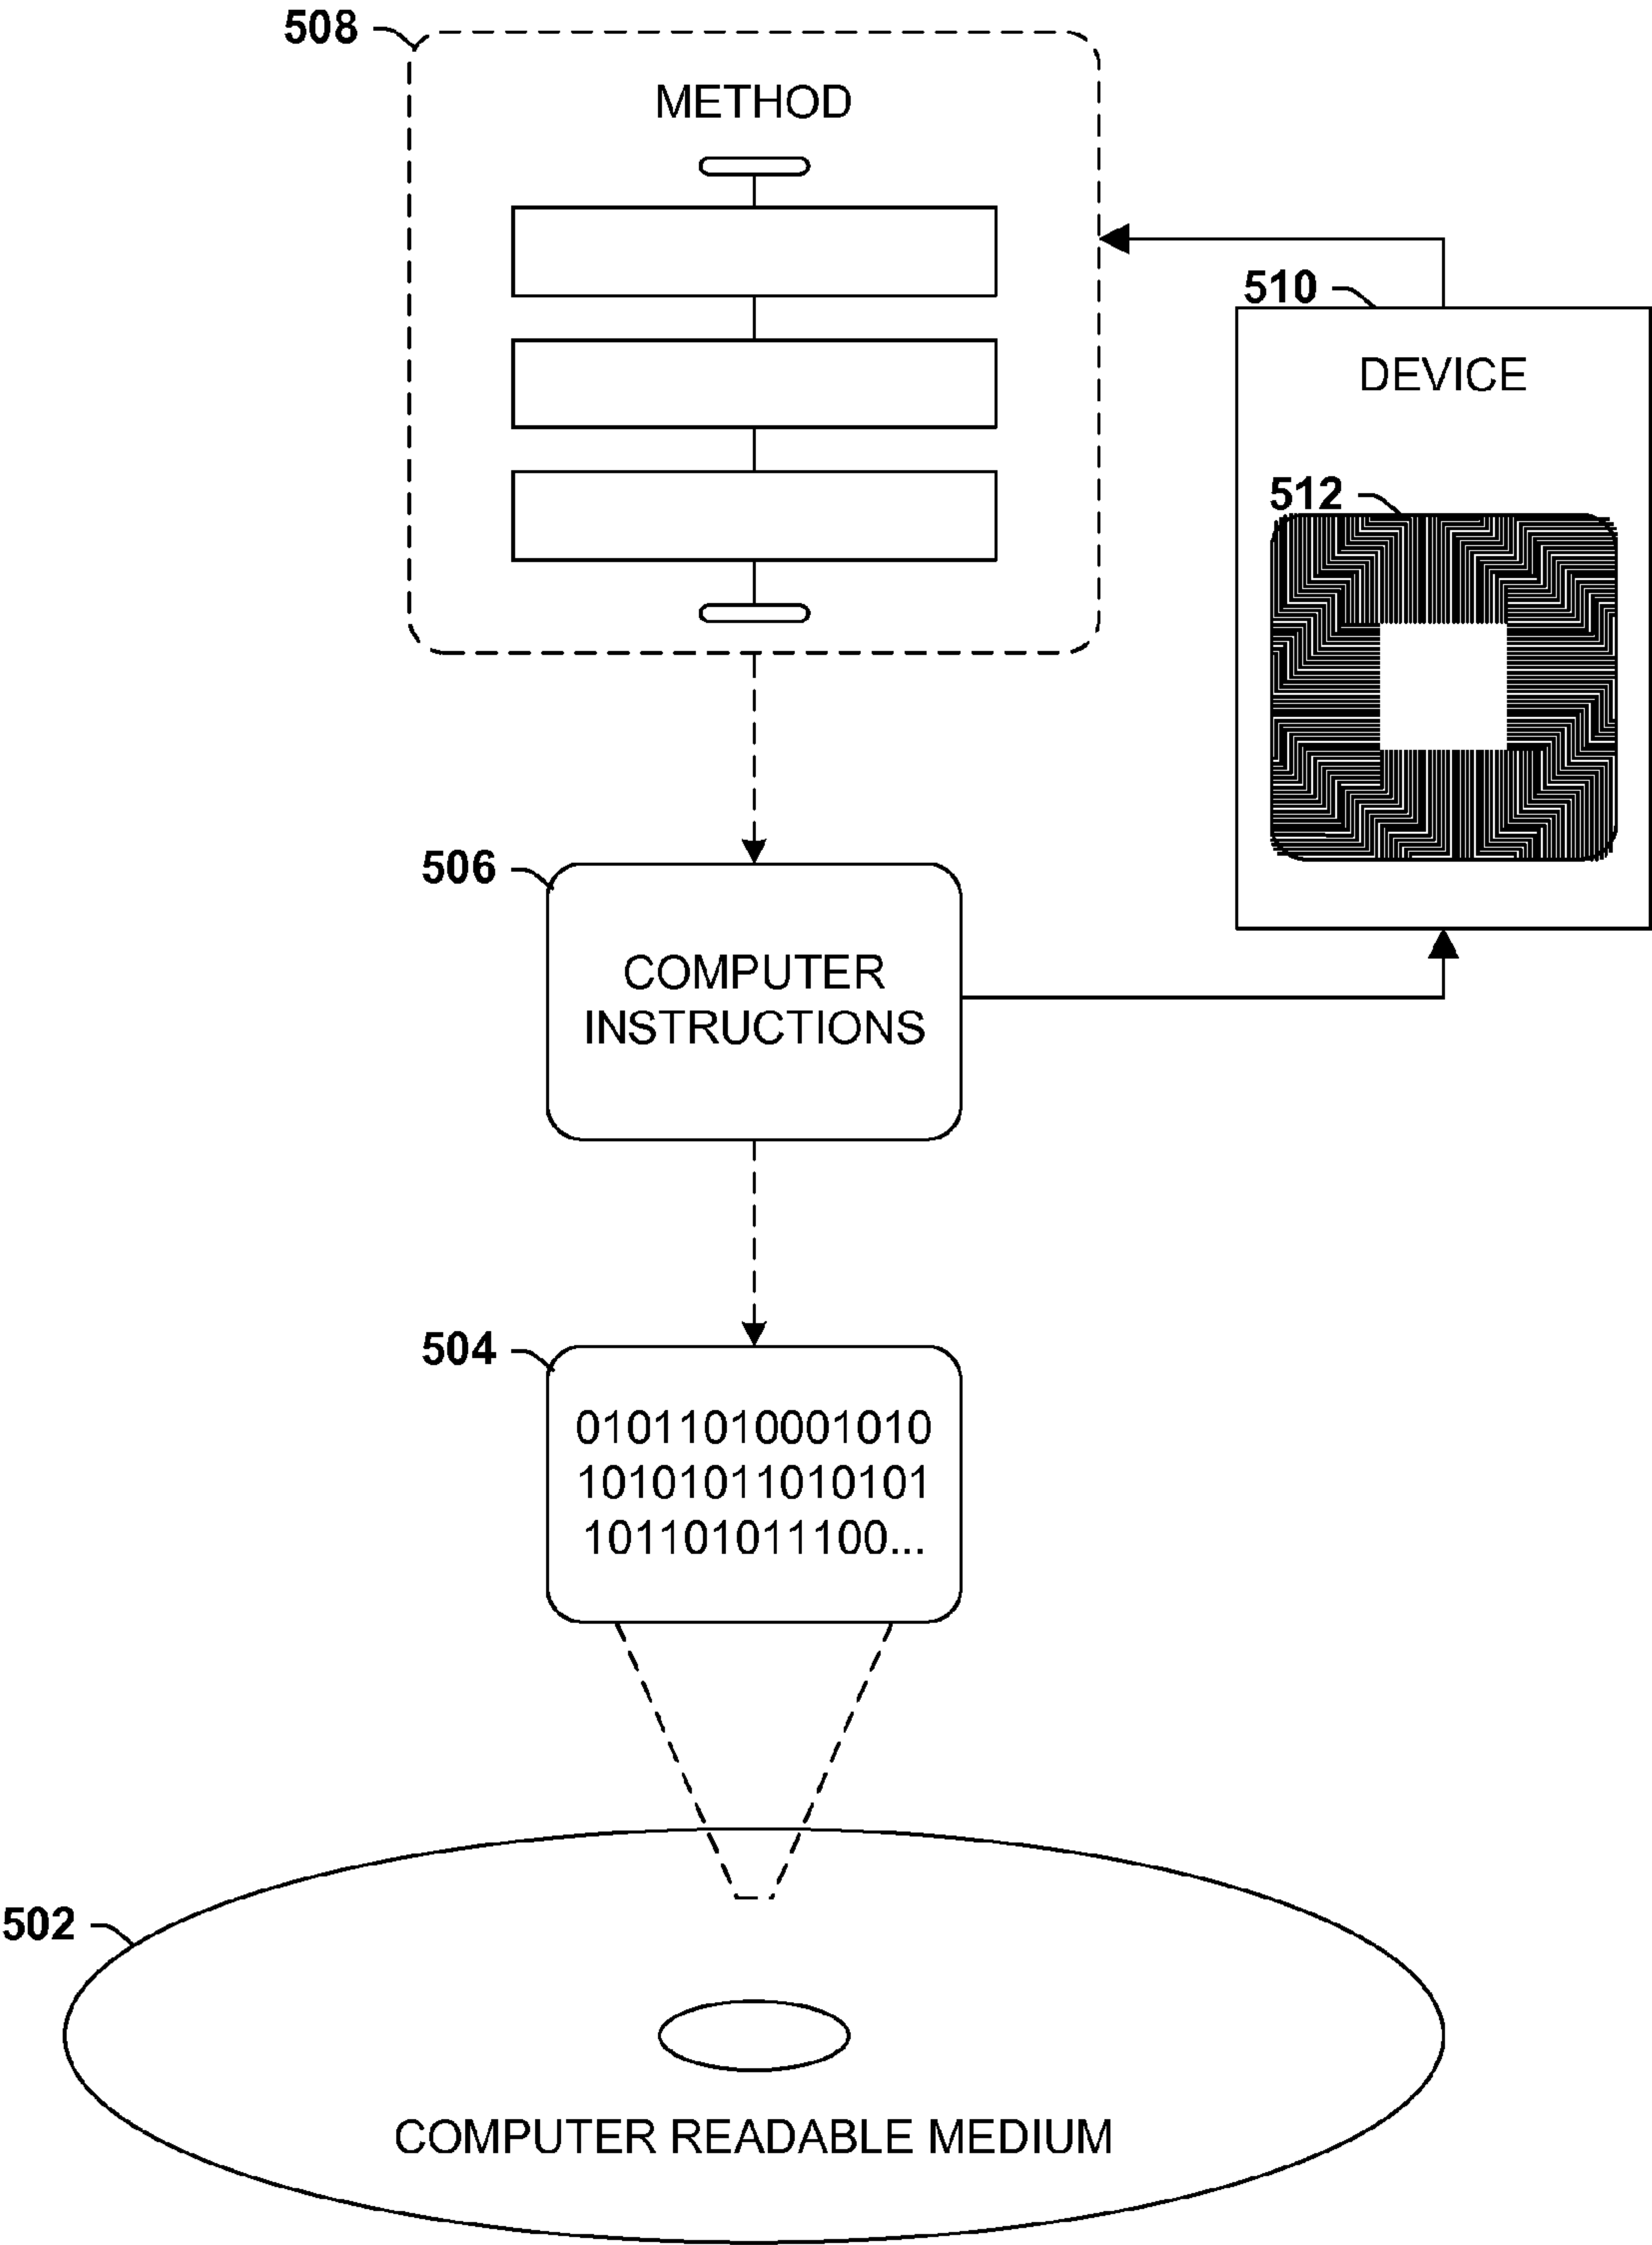 508
METHOD
510
DEVICE
512
506
COMPUTER
INSTRUCTIONS
504
01011010001010
10101011010101
101101011100...
502
COMPUTER READABLE MEDIUM